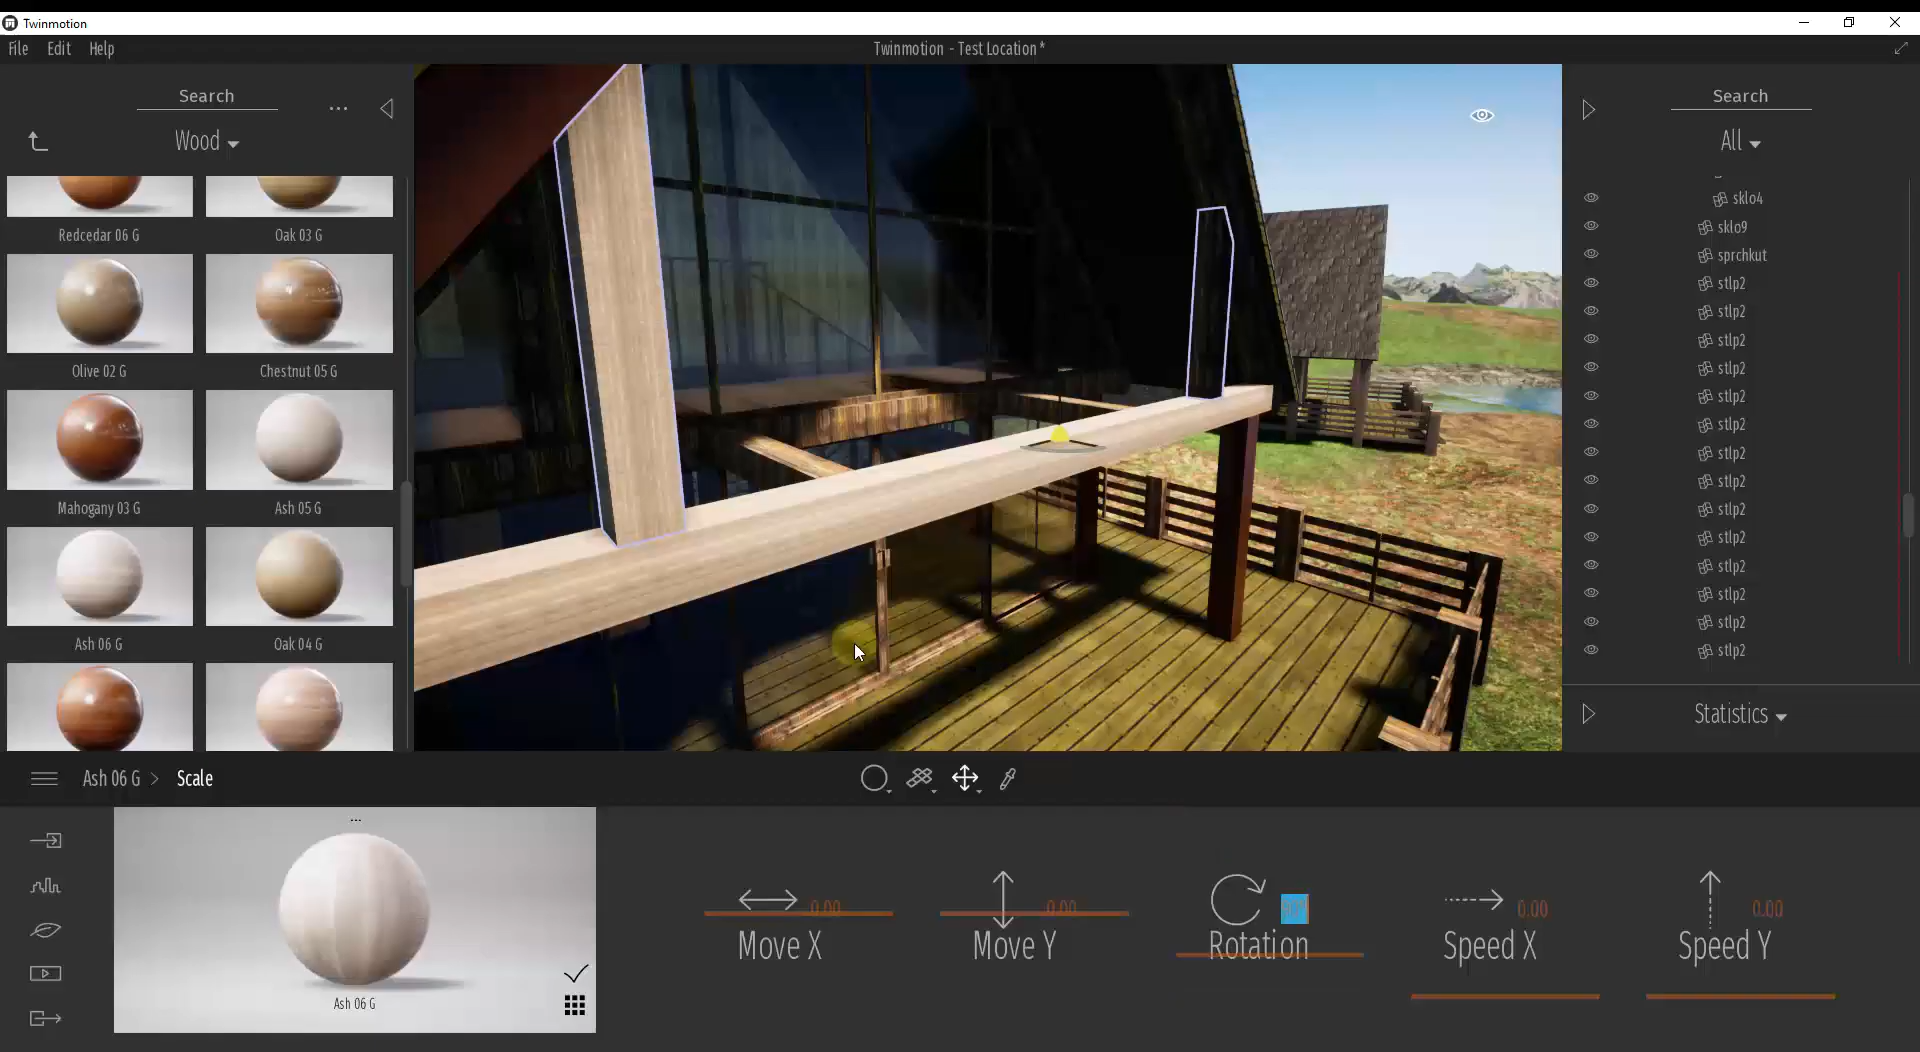 Twinmotion
File Edit Help
Twinmotion - Test Location*
Search
...
Wood
Redcedar 06 G
Oak 03 G
Olive 02 G
Chestnut 05 G
Mahogany 03 G
Ash 05 G
Ash 06 G
Oak 04 G
Search
All
sklo4
sklo9
sprchkut
stlp2
stlp2
stlp2
stlp2
stlp2
stlp2
stlp2
stlp2
stlp2
stlp2
stlp2
stlp2
stlp2
stlp2
Statistics
Ash 06 G > Scale
...
Ash 06 G
0.00
Move X
0.00
Move Y
Rotation
0.00
Speed X
0.00
Speed Y